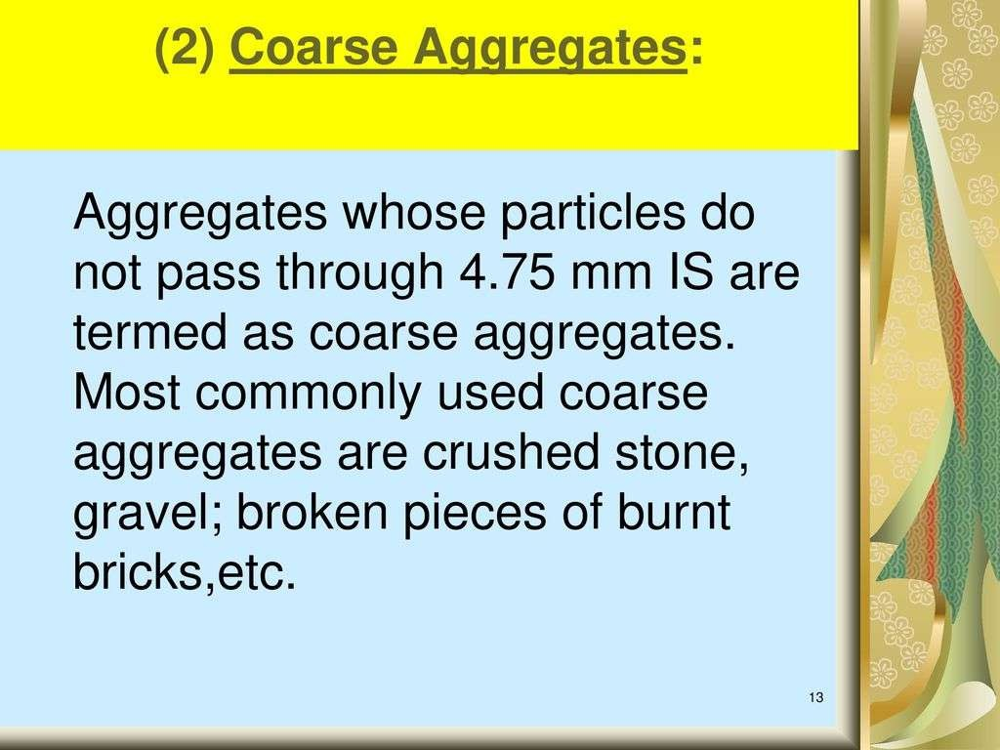 (2) Coarse Aggregates:
Aggregates whose particles do
not pass through 4.75 mm IS are
termed as coarse aggregates.
Most commonly used coarse
aggregates are crushed stone,
gravel; broken pieces of burnt
bricks,etc.
13